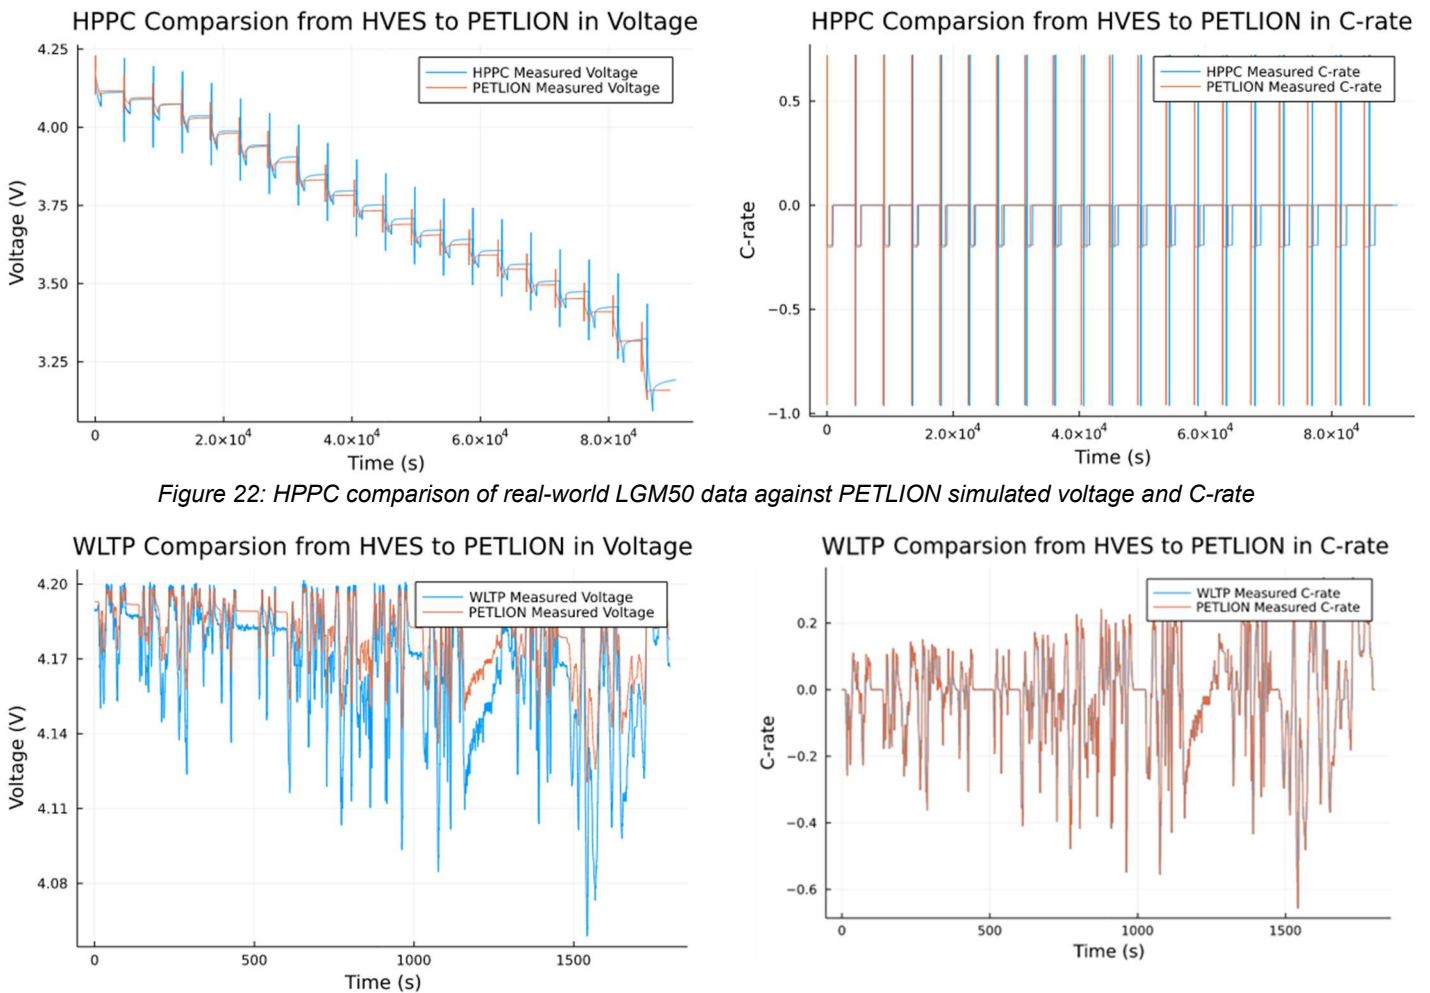 HPPC Comparsion from HVES to PETLION in Voltage
4.25
4.00
3.75
3.50
3.25
Voltage (V)
HPPC Measured Voltage
PETLION Measured Voltage
0
2.0×10⁴
4.0×10⁴
6.0×10⁴
8.0×10⁴
Time (s)
HPPC Comparsion from HVES to PETLION in C-rate
0.5
0.0
−0.5
−1.0
C-rate
HPPC Measured C-rate
PETLION Measured C-rate
0
2.0×10⁴
4.0×10⁴
6.0×10⁴
8.0×10⁴
Time (s)
Figure 22: HPPC comparison of real-world LGM50 data against PETLION simulated voltage and C-rate
WLTP Comparsion from HVES to PETLION in Voltage
4.20
4.17
4.14
4.11
4.08
Voltage (V)
WLTP Measured Voltage
PETLION Measured Voltage
0
500
1000
1500
Time (s)
WLTP Comparsion from HVES to PETLION in C-rate
0.2
0.0
−0.2
−0.4
−0.6
C-rate
WLTP Measured C-rate
PETLION Measured C-rate
0
500
1000
1500
Time (s)